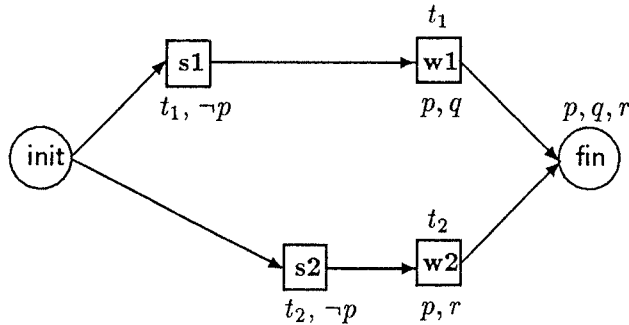 t₁
s1
w1
t₁, ¬p
p, q
p, q, r
init
fin
t₂
s2
w2
t₂, ¬p
p, r